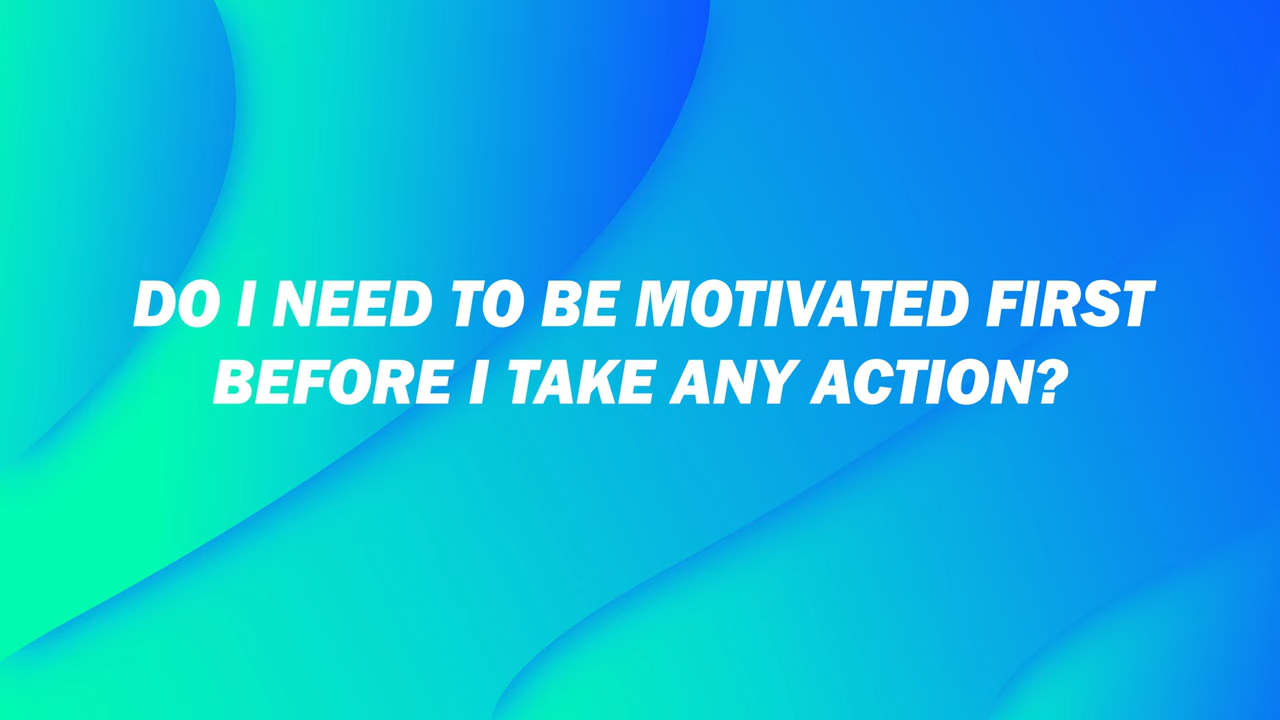 DO I NEED TO BE MOTIVATED FIRST
BEFORE I TAKE ANY ACTION?